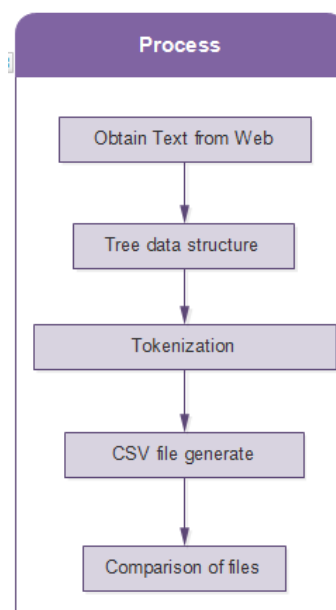 Process
Obtain Text from Web
Tree data structure
Tokenization
CSV file generate
Comparison of files